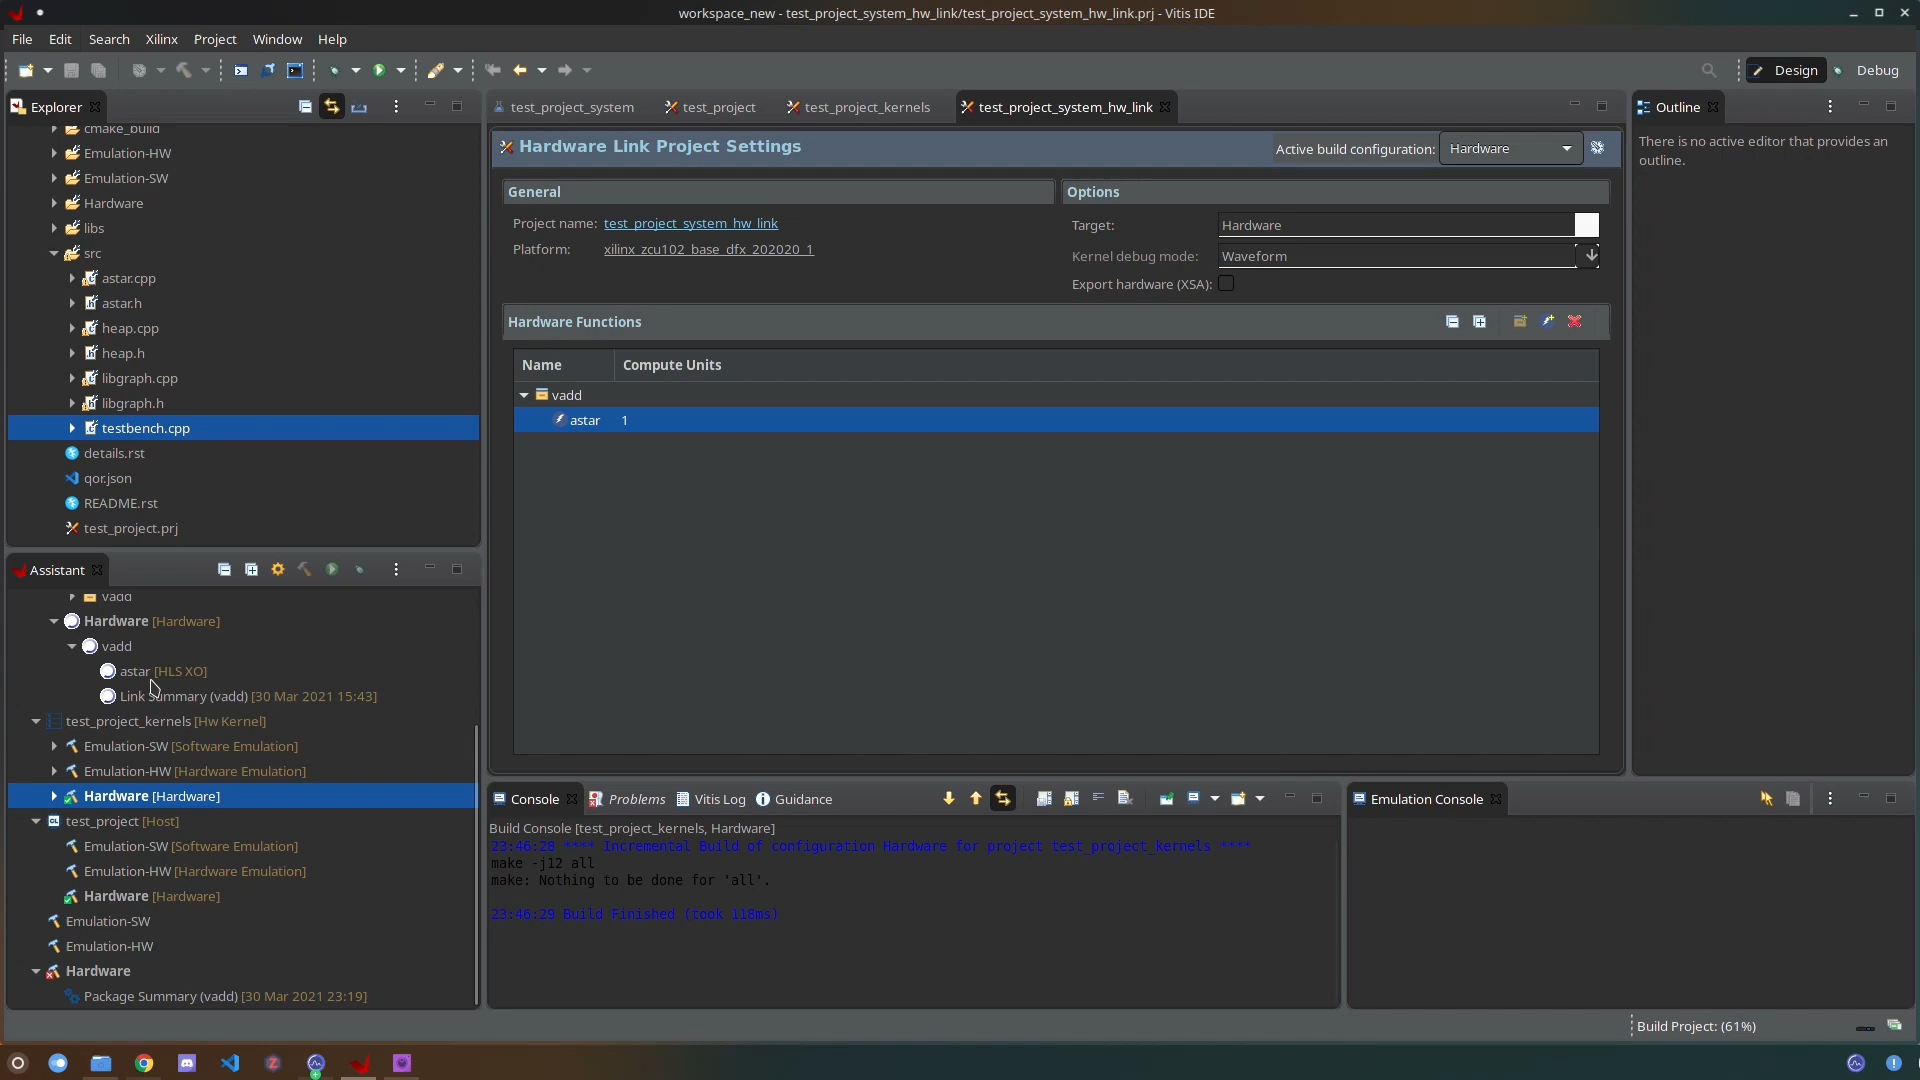 workspace_new - test_project_system_hw_link/test_project_system_hw_link.prj - Vitis IDE
File Edit Search Xilinx Project Window Help
Design Debug
Explorer
cmake_build
Emulation-HW
Emulation-SW
Hardware
libs
src
astar.cpp
astar.h
heap.cpp
heap.h
libgraph.cpp
libgraph.h
testbench.cpp
details.rst
qor.json
README.rst
test_project.prj
Assistant
vadd
Hardware [Hardware]
vadd
astar [HLS XO]
Link Summary (vadd) [30 Mar 2021 15:43]
test_project_kernels [Hw Kernel]
Emulation-SW [Software Emulation]
Emulation-HW [Hardware Emulation]
Hardware [Hardware]
test_project [Host]
Emulation-SW [Software Emulation]
Emulation-HW [Hardware Emulation]
Hardware [Hardware]
Emulation-SW
Emulation-HW
Hardware
Package Summary (vadd) [30 Mar 2021 23:19]
test_project_system test_project test_project_kernels test_project_system_hw_link
Hardware Link Project Settings
Active build configuration: Hardware
General
Project name: test_project_system_hw_link
Platform: xilinx_zcu102_base_dfx_202020_1
Options
Target: Hardware
Kernel debug mode: Waveform
Export hardware (XSA):
Hardware Functions
Name Compute Units
vadd
astar 1
Console Problems Vitis Log Guidance
Build Console [test_project_kernels, Hardware]
23:46:28 **** Incremental Build of configuration Hardware for project test_project_kernels ****
make -j12 all
make: Nothing to be done for 'all'.
23:46:29 Build Finished (took 118ms)
Emulation Console
Outline
There is no active editor that provides an
outline.
Build Project: (61%)